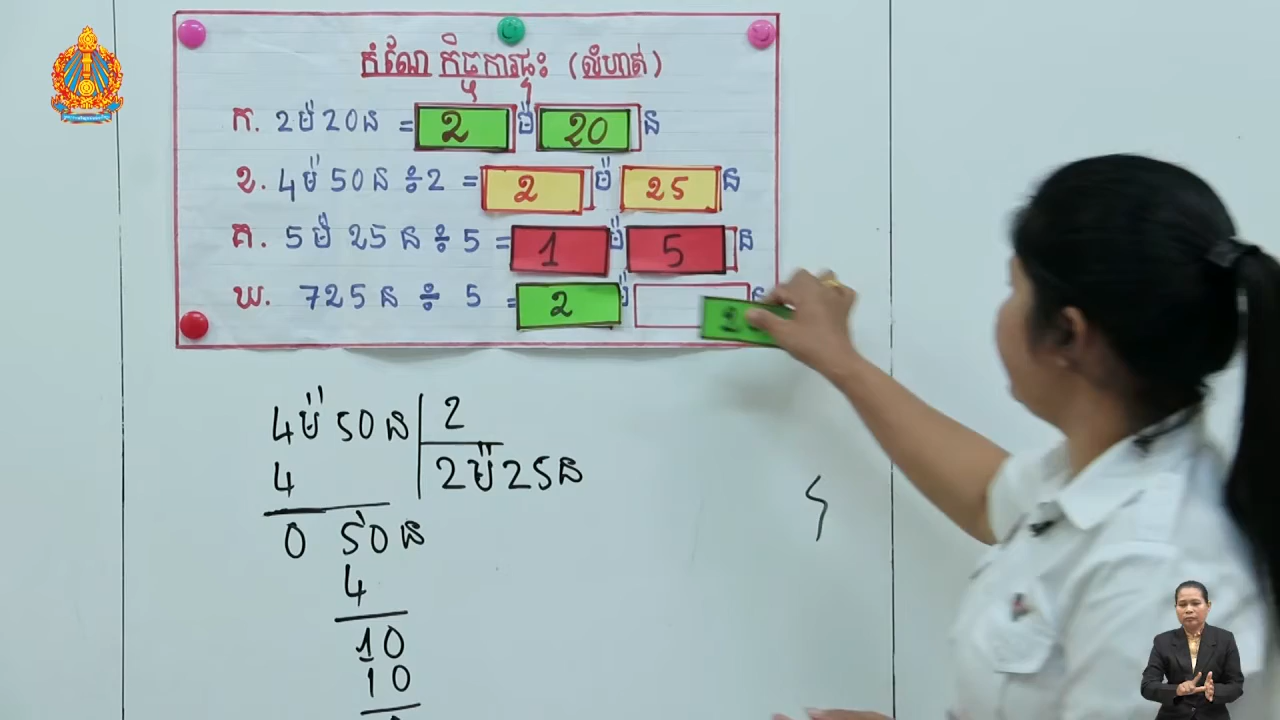 កំណែ កិច្ចការផ្ទះ (លំហាត់)
ក. 2ម៉ 20ន = 2 ម៉ 20 ន
ខ. 4ម៉ 50ន ÷ 2 = 2 ម៉ 25 ន
គ. 5ម៉ 25ន ÷ 5 = 1 ម៉ 5 ន
ឃ. 725ន ÷ 5 = 2 ម៉ ន
4ម៉ 50ន 2
4 2ម៉ 25ន
0 50ន
4
10
10